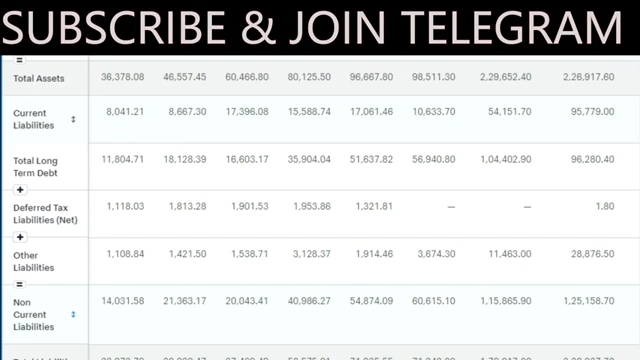 SUBSCRIBE & JOIN TELEGRAM
Total Assets 36,378.08 46,557.45 60,466.80 80,125.50 96,667.80 98,511.30 2,29,652.40 2,26,917.60
Current 8,041.21 8,667.30 17,396.08 15,588.74 17,061.46 10,633.70 54,151.70 95,779.00
Liabilities
Total Long 11,804.71 18,128.39 16,603.17 35,904.04 51,637.82 56,940.80 1,04,402.90 96,280.40
Term Debt
Deferred Tax 1,118.03 1,813.28 1,901.53 1,953.86 1,321.81 — — 1.80
Liabilities (Net)
Other 1,108.84 1,421.50 1,538.71 3,128.37 1,914.46 3,674.30 11,463.00 28,876.50
Liabilities
Non 14,031.58 21,363.17 20,043.41 40,986.27 54,874.09 60,615.10 1,15,865.90 1,25,158.70
Current
Liabilities